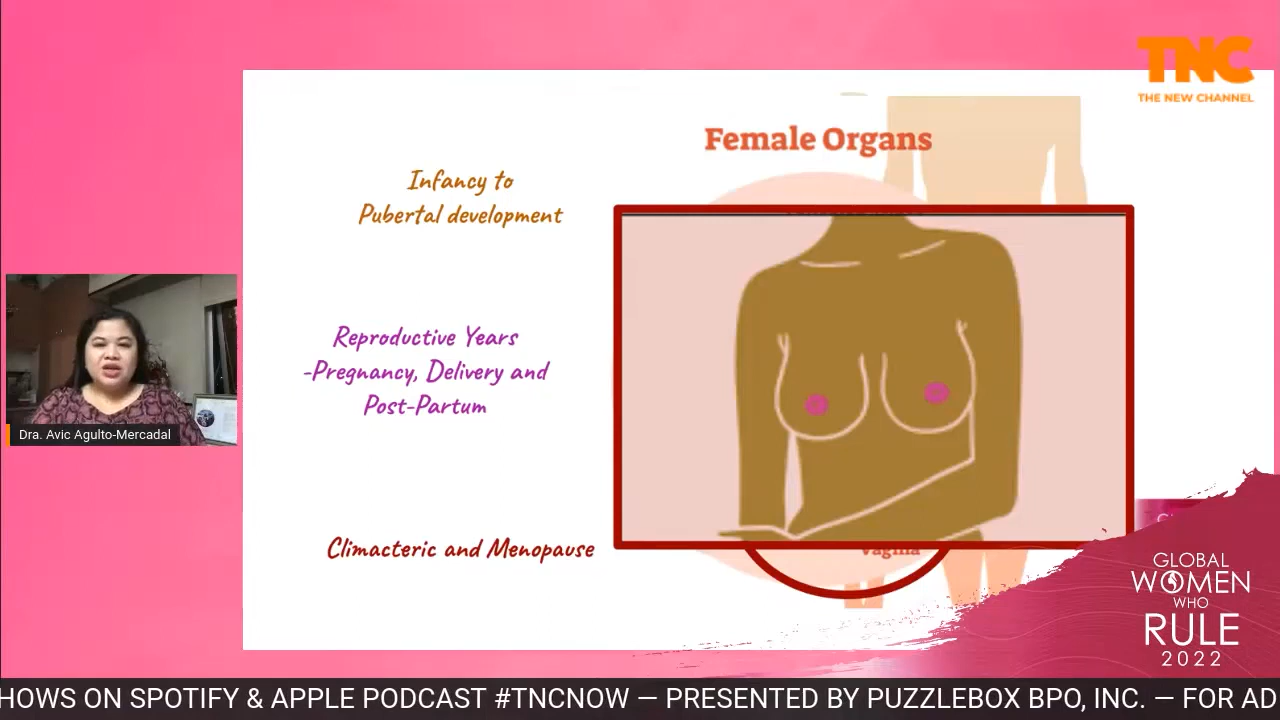 TNC
THE NEW CHANNEL
Female Organs
Infancy to
Pubertal development
Reproductive Years
-Pregnancy, Delivery and
Post-Partum
Climacteric and Menopause
Vagina
Dra. Avic Agulto-Mercadal
GLOBAL
WOMEN
WHO
RULE
2022
HOWS ON SPOTIFY & APPLE PODCAST #TNCNOW — PRESENTED BY PUZZLEBOX BPO, INC. — FOR AD